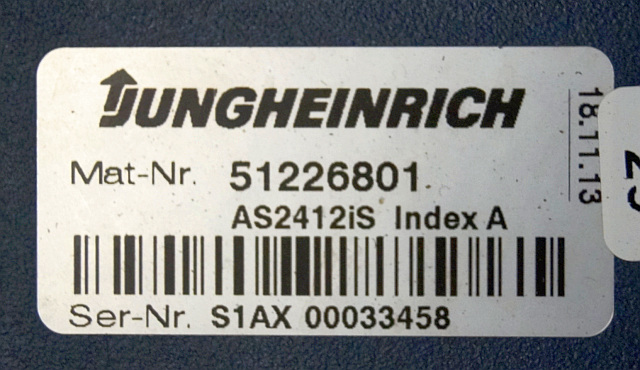 JUNGHEINRICH
Mat-Nr. 51226801
AS2412iS Index A
Ser-Nr. S1AX 00033458
18.11.13